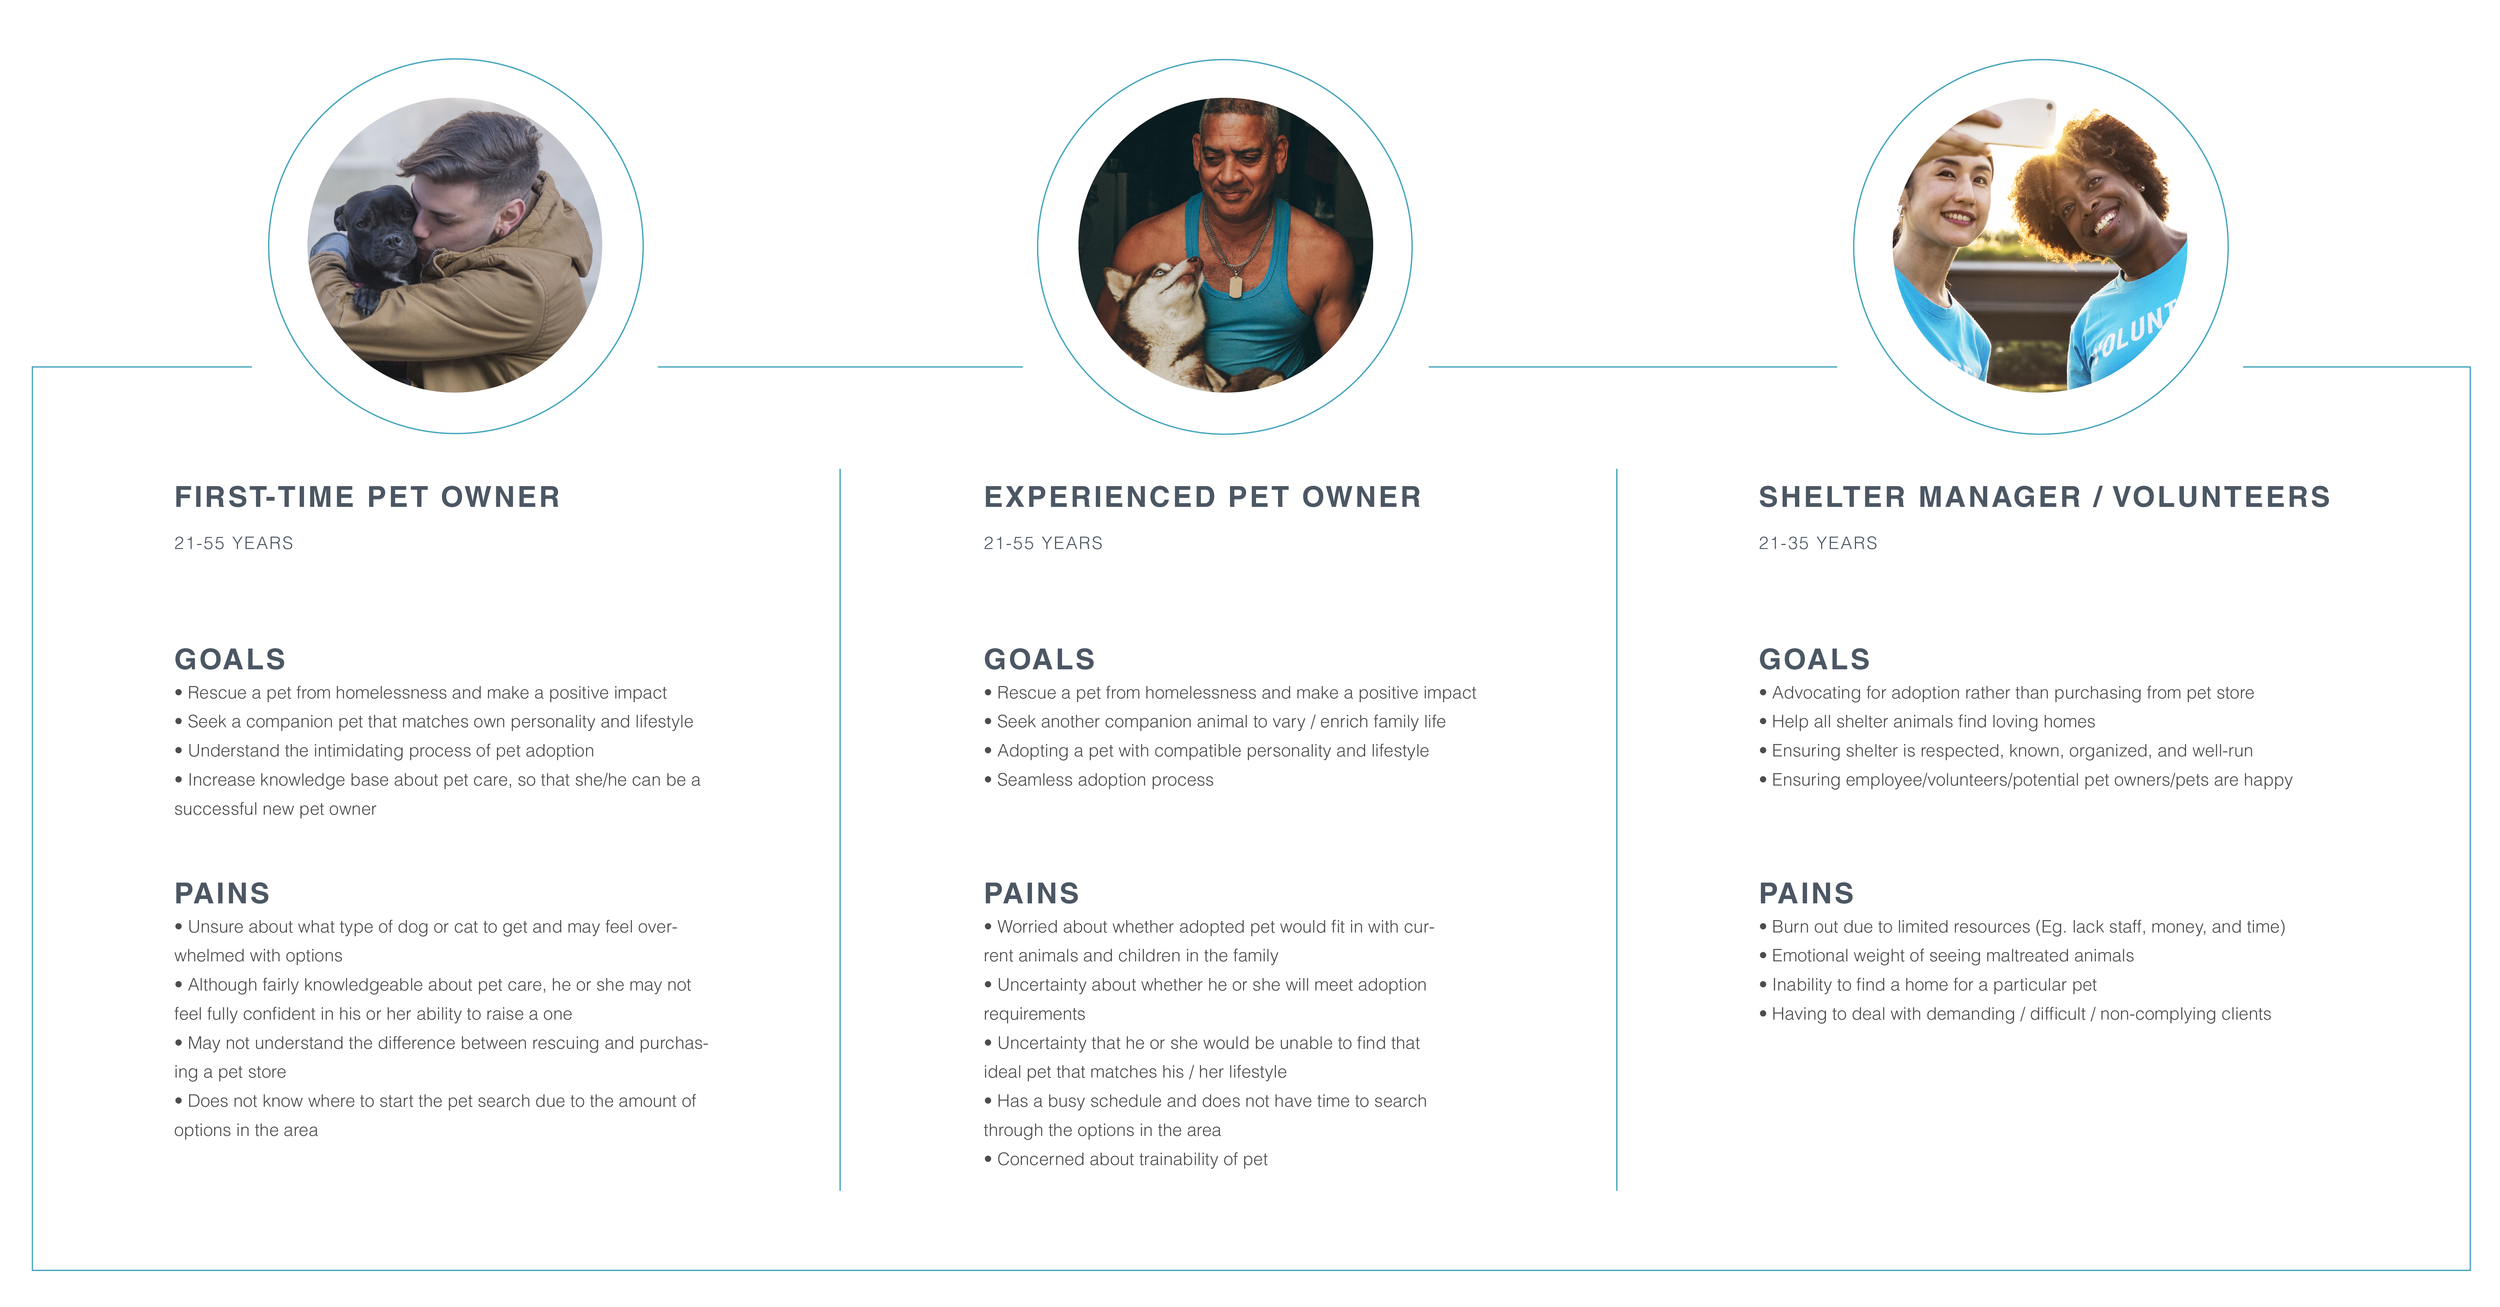 VOLUNT
FIRST-TIME PET OWNER
21-55 YEARS
GOALS
• Rescue a pet from homelessness and make a positive impact
• Seek a companion pet that matches own personality and lifestyle
• Understand the intimidating process of pet adoption
• Increase knowledge base about pet care, so that she/he can be a
successful new pet owner
PAINS
• Unsure about what type of dog or cat to get and may feel over-
whelmed with options
• Although fairly knowledgeable about pet care, he or she may not
feel fully confident in his or her ability to raise a one
• May not understand the difference between rescuing and purchas-
ing a pet store
• Does not know where to start the pet search due to the amount of
options in the area
EXPERIENCED PET OWNER
21-55 YEARS
GOALS
• Rescue a pet from homelessness and make a positive impact
• Seek another companion animal to vary / enrich family life
• Adopting a pet with compatible personality and lifestyle
• Seamless adoption process
PAINS
• Worried about whether adopted pet would fit in with cur-
rent animals and children in the family
• Uncertainty about whether he or she will meet adoption
requirements
• Uncertainty that he or she would be unable to find that
ideal pet that matches his / her lifestyle
• Has a busy schedule and does not have time to search
through the options in the area
• Concerned about trainability of pet
SHELTER MANAGER / VOLUNTEERS
21-35 YEARS
GOALS
• Advocating for adoption rather than purchasing from pet store
• Help all shelter animals find loving homes
• Ensuring shelter is respected, known, organized, and well-run
• Ensuring employee/volunteers/potential pet owners/pets are happy
PAINS
• Burn out due to limited resources (Eg. lack staff, money, and time)
• Emotional weight of seeing maltreated animals
• Inability to find a home for a particular pet
• Having to deal with demanding / difficult / non-complying clients